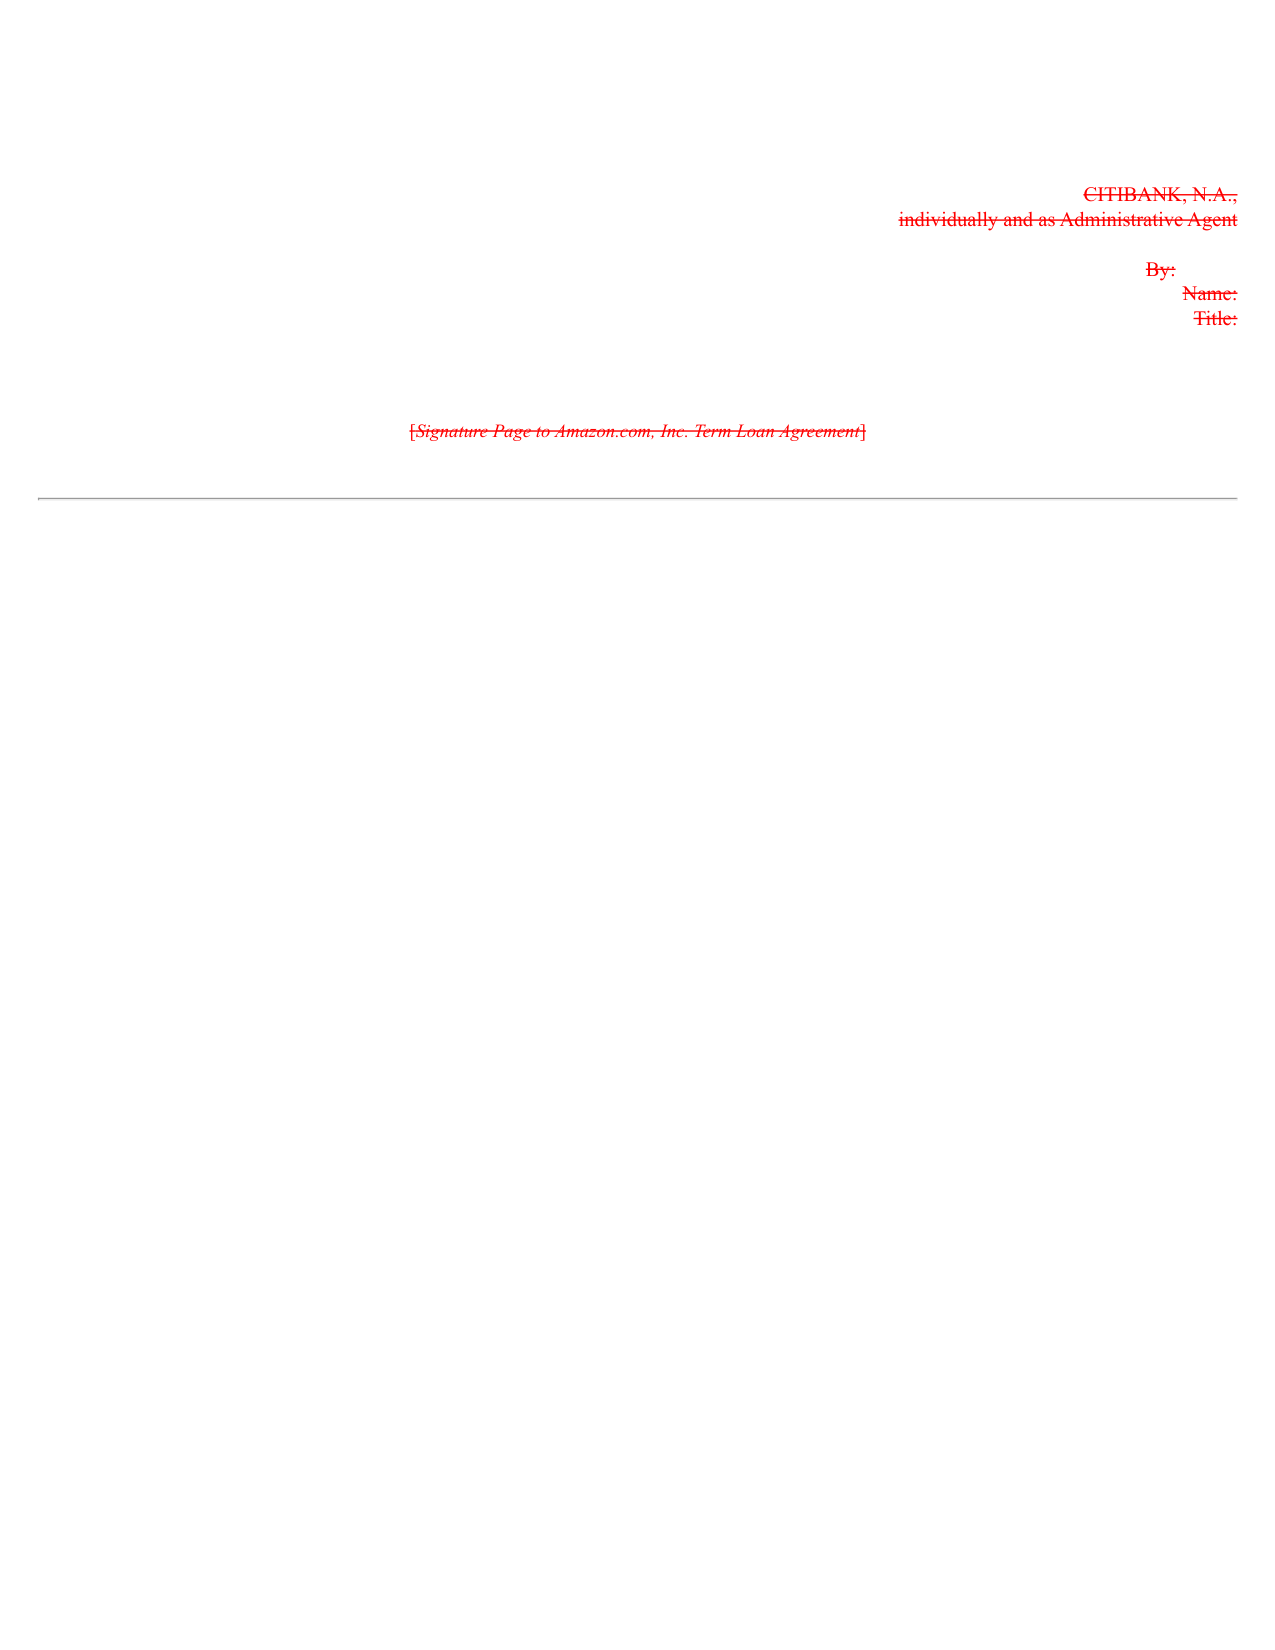 CITIBANK, N.A.,
individually and as Administrative Agent
By:
Name:
Title:
[Signature Page to Amazon.com, Inc. Term Loan Agreement]